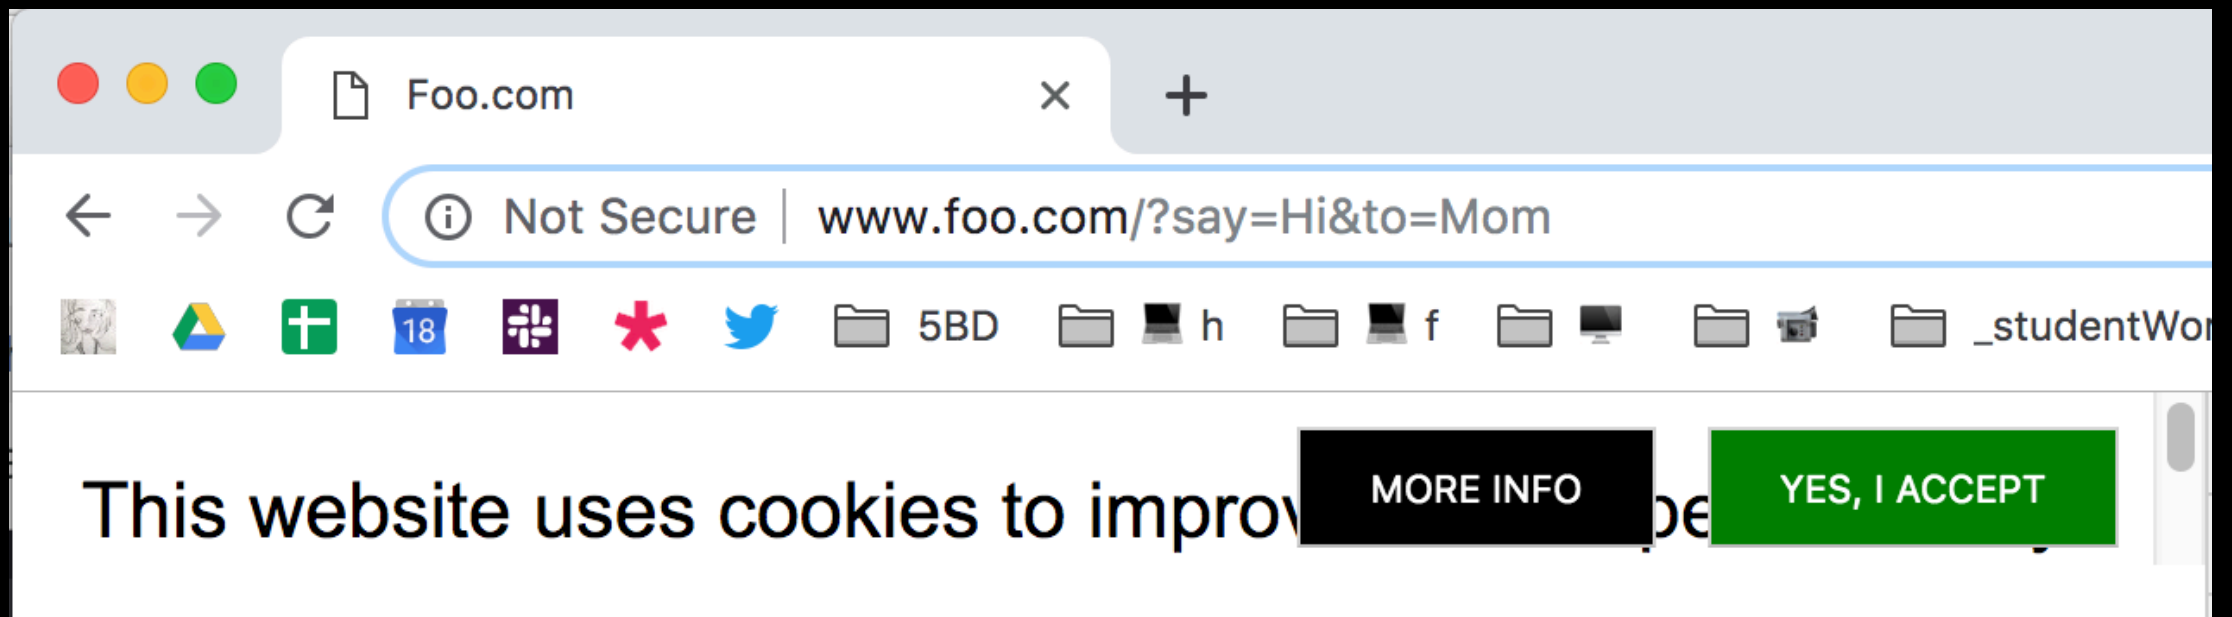 Foo.com
Not Secure www.foo.com/?say=Hi&to=Mom
18 5BD h f _studentWor
MORE INFO YES, I ACCEPT
This website uses cookies to improv